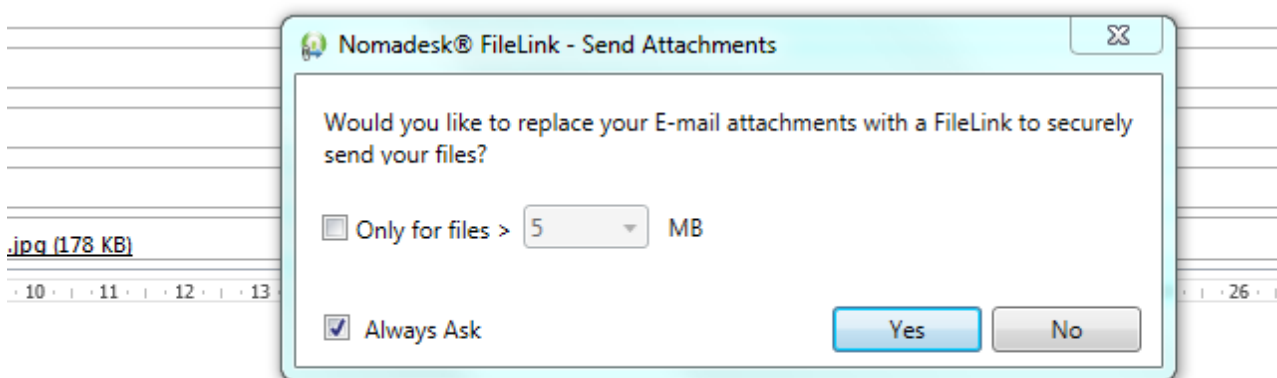 Nomadesk® FileLink - Send Attachments
Would you like to replace your E-mail attachments with a FileLink to securely
send your files?
Only for files > 5 MB
.jpg (178 KB)
· 10 · ı · 11 · ı · 12 · ı · 13
· ı · 26 · ı
Always Ask
Yes
No